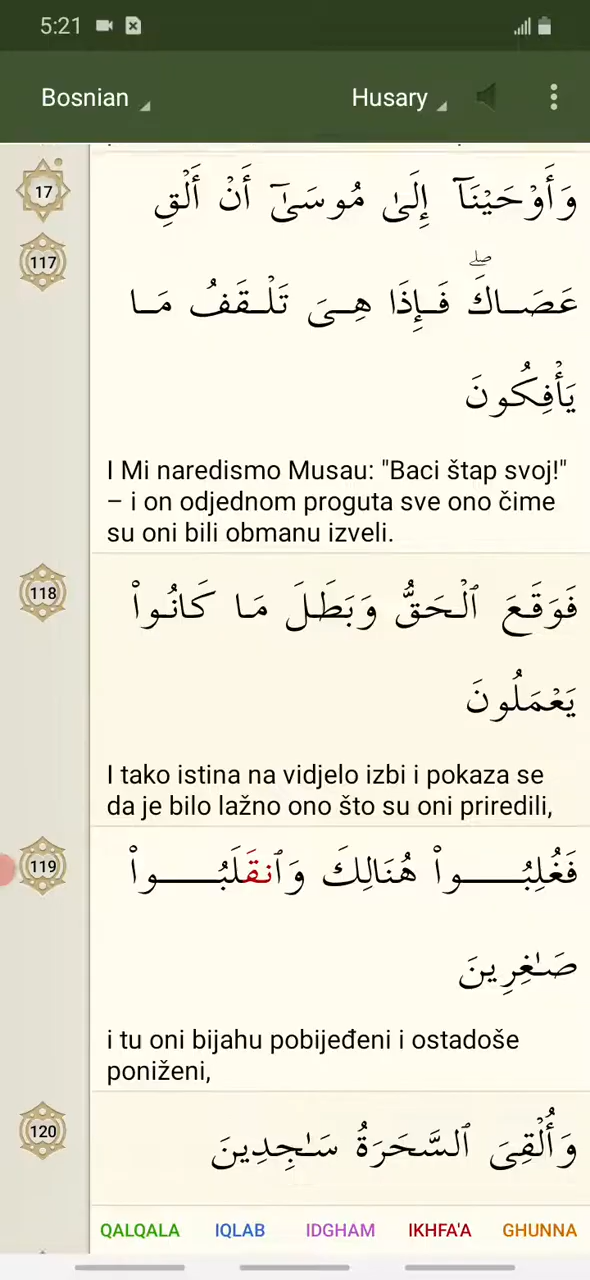 5:21
Bosnian Husary
17
وَأَوْحَيْنَآ إِلَىٰ مُوسَىٰٓ أَنْ أَلْقِ
117
عَصَاكَ ۖ فَإِذَا هِىَ تَلْقَفُ مَا
يَأْفِكُونَ
I Mi naredismo Musau: "Baci štap svoj!"
– i on odjednom proguta sve ono čime
su oni bili obmanu izveli.
118
فَوَقَعَ ٱلْحَقُّ وَبَطَلَ مَا كَانُوا۟
يَعْمَلُونَ
I tako istina na vidjelo izbi i pokaza se
da je bilo lažno ono što su oni priredili,
119
فَغُلِبُوا۟ هُنَالِكَ وَٱنقَلَبُوا۟
صَـٰغِرِينَ
i tu oni bijahu pobijeđeni i ostadoše
poniženi,
120
وَأُلْقِىَ ٱلسَّحَرَةُ سَـٰجِدِينَ
QALQALA IQLAB IDGHAM IKHFA'A GHUNNA